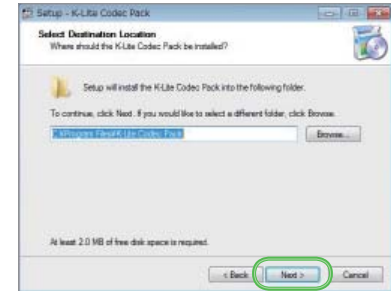 Setup - K-Lite Codec Pack
Select Destination Location
Where should the K-Lite Codec Pack be installed?
Setup will install the K-Lite Codec Pack into the following folder.
To continue, click Next. If you would like to select a different folder, click Browse.
C:\Program Files\K-Lite Codec Pack
Browse...
At least 2.0 MB of free disk space is required.
< Back
Next >
Cancel